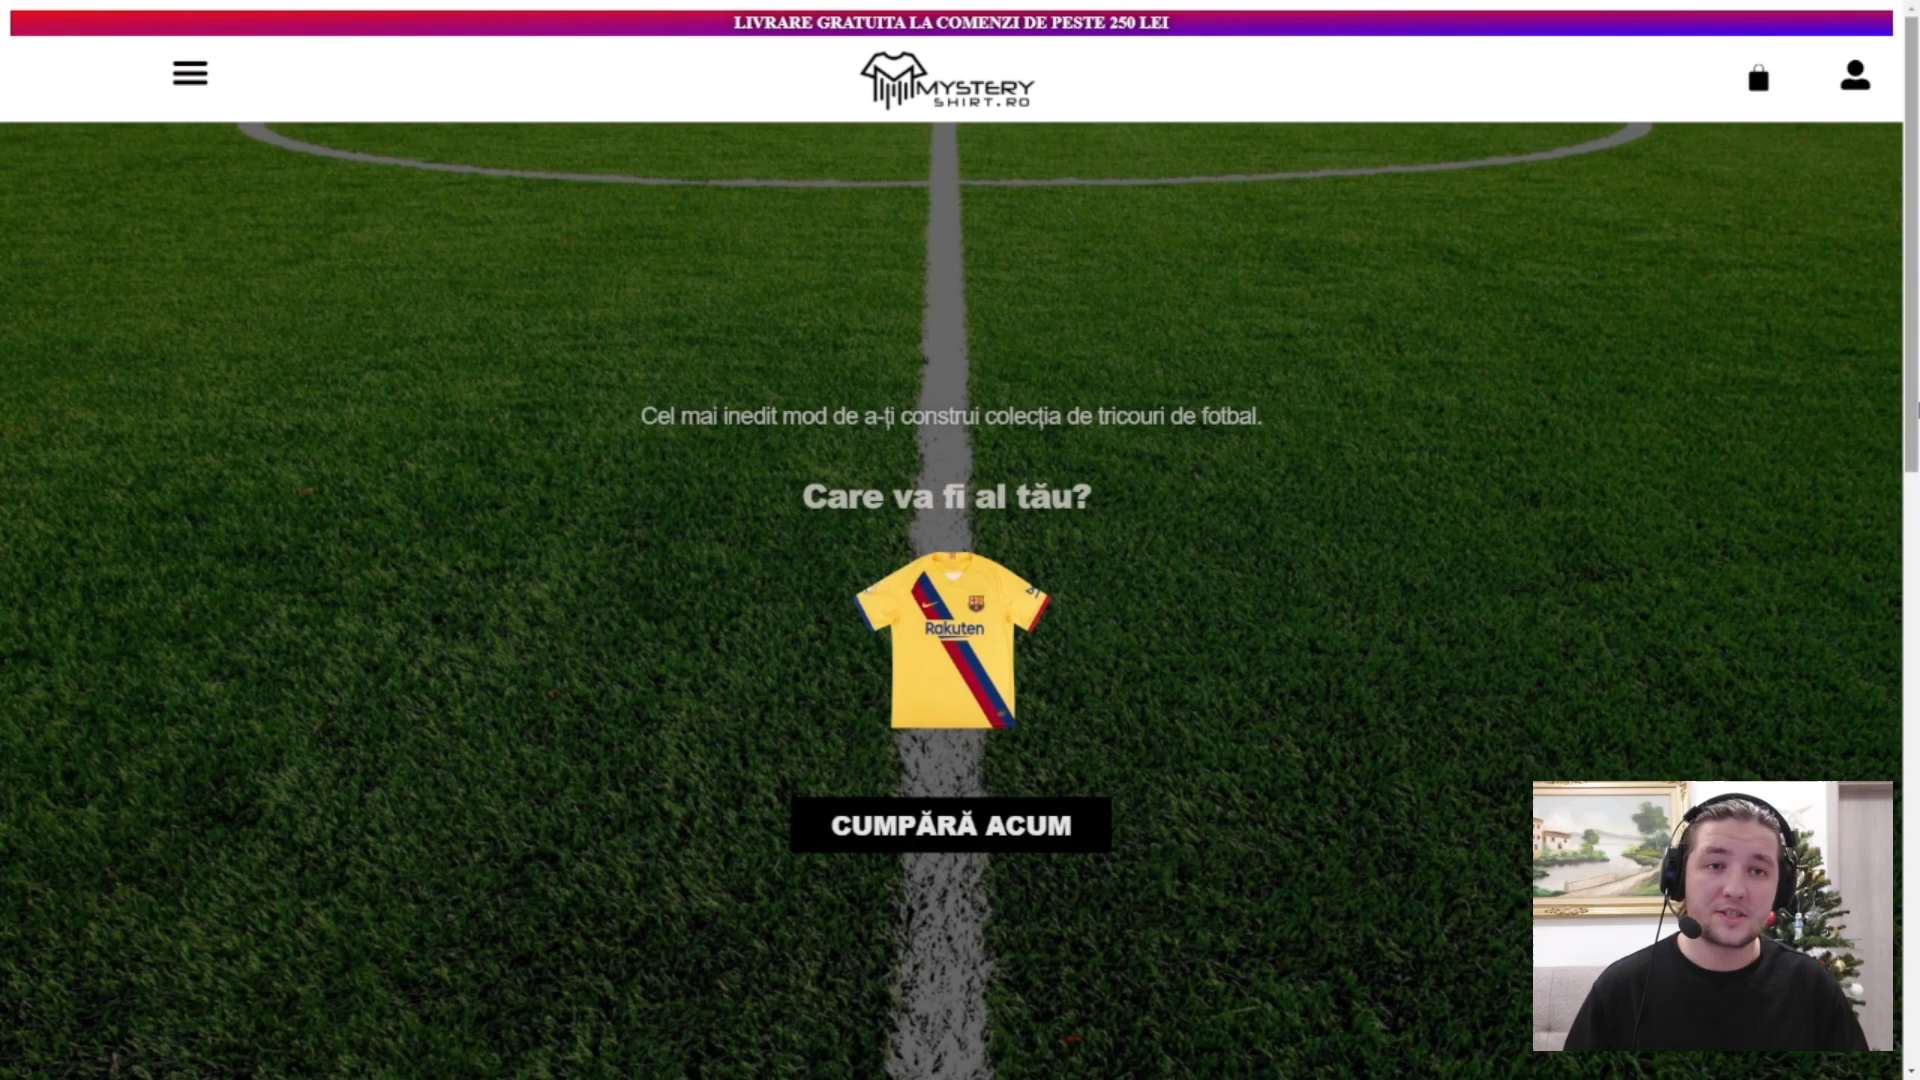 LIVRARE GRATUITA LA COMENZI DE PESTE 250 LEI
MYSTERY
SHIRT.RO
Cel mai inedit mod de a-ți construi colecția de tricouri de fotbal.
Care va fi al tău?
Rakuten
CUMPĂRĂ ACUM